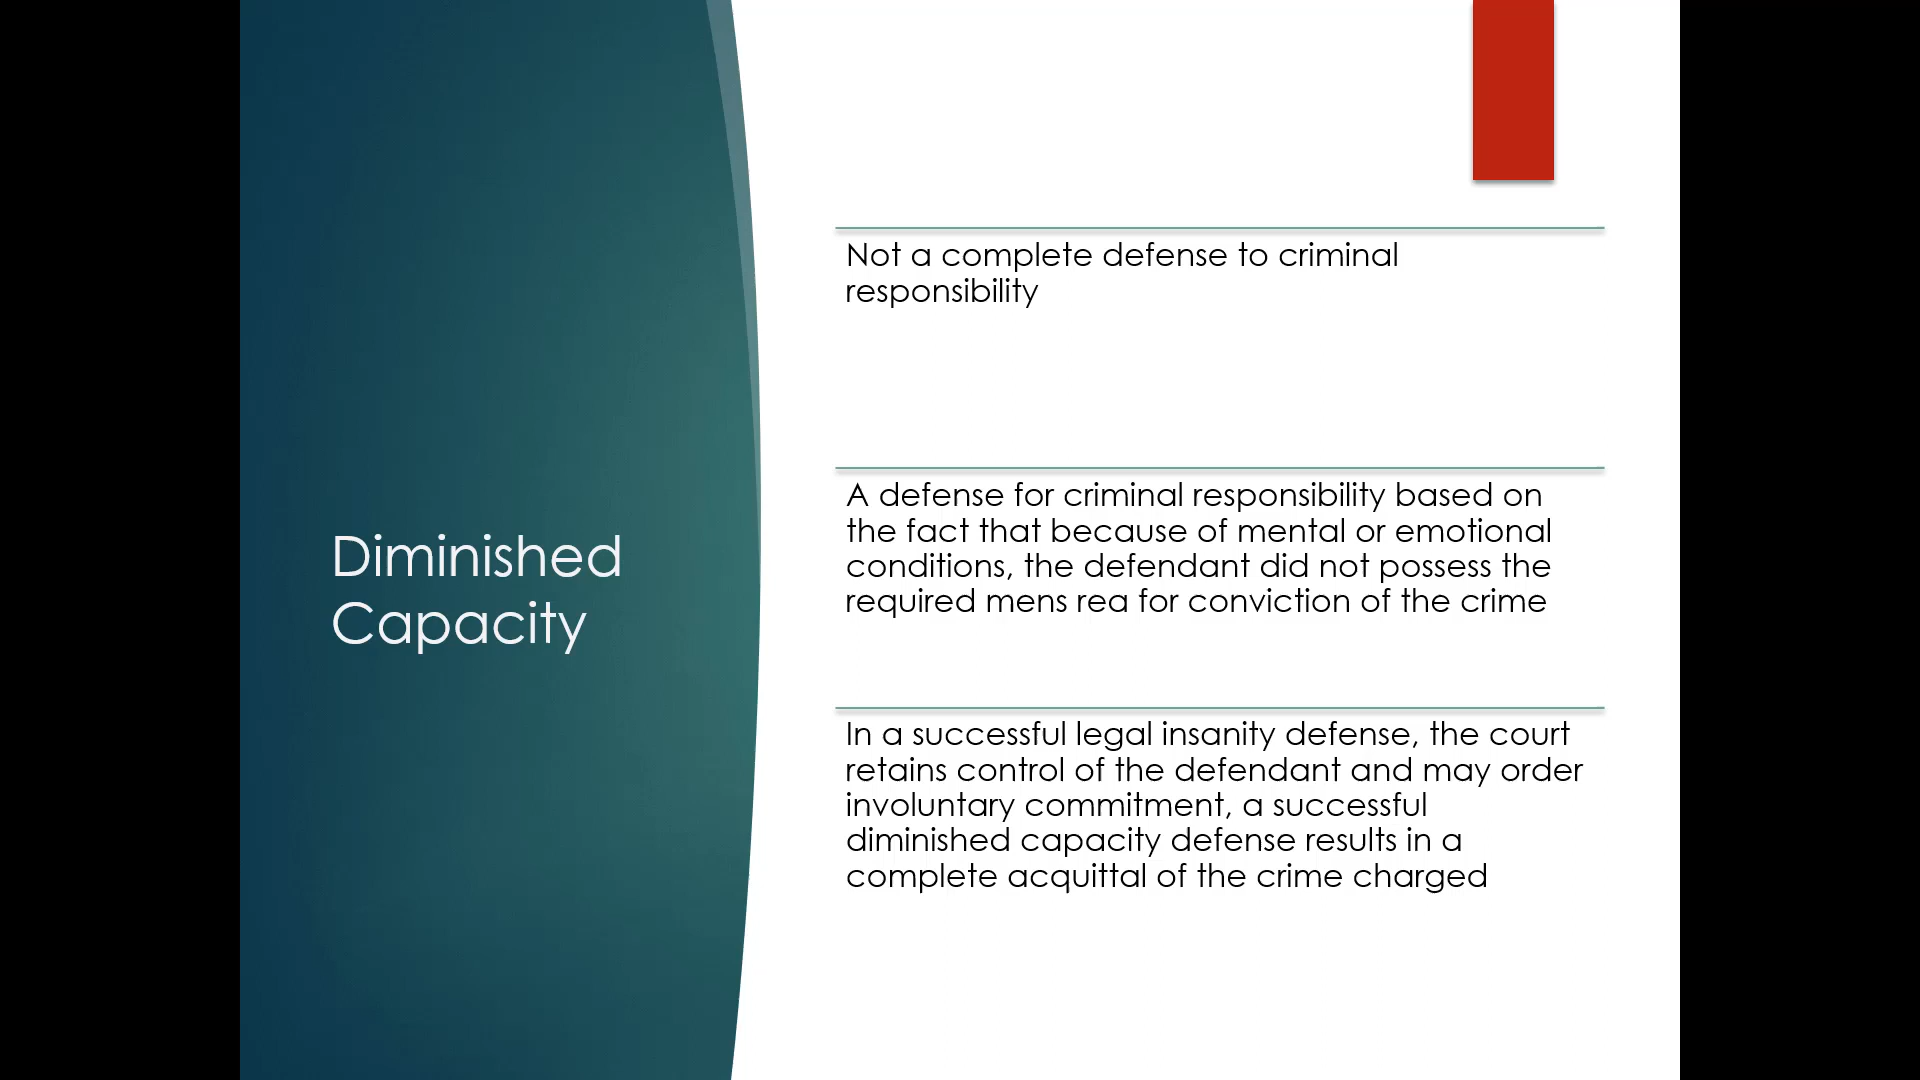 Diminished
Capacity
Not a complete defense to criminal
responsibility
A defense for criminal responsibility based on
the fact that because of mental or emotional
conditions, the defendant did not possess the
required mens rea for conviction of the crime
In a successful legal insanity defense, the court
retains control of the defendant and may order
involuntary commitment, a successful
diminished capacity defense results in a
complete acquittal of the crime charged